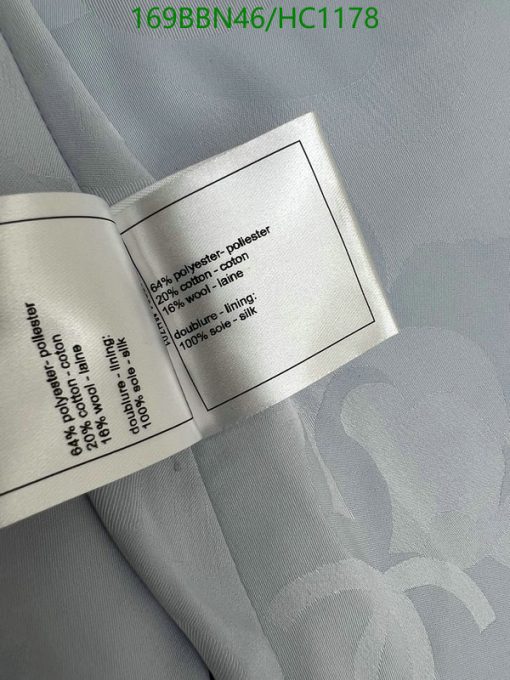 169BBN46/HC1178
64% polyester- poliester
20% cotton - coton
16% wool - laine
doublure - lining:
100% soie - silk
64% polyester- poliester
20% cotton - coton
16% wool - laine
doublure - lining:
100% soie - silk